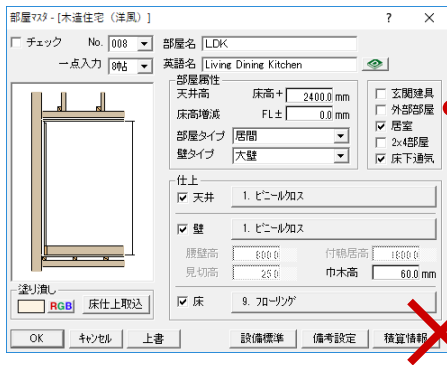 部屋ﾏｽﾀ - [木造住宅（洋風）] ? ×
チェック No. 008 部屋名 LDK
一点入力 8帖 英語名 Living Dining Kitchen
部屋属性
天井高 床高＋ 2400.0 mm
床高増減 FL± 0.0 mm
部屋タイプ 居間
壁タイプ 大壁
玄関建具
外部部屋
居室
2x4部屋
床下通気
仕上
天井 1. ﾋﾞﾆｰﾙｸﾛｽ
壁 1. ﾋﾞﾆｰﾙｸﾛｽ
腰壁高 800.0 付鴨居高 1800.0
見切高 25.0 巾木高 60.0 mm
床 9. ﾌﾛｰﾘﾝｸﾞ
塗り潰し
RGB 床仕上取込
OK ｷｬﾝｾﾙ 上書 設備標準 備考設定 積算情報